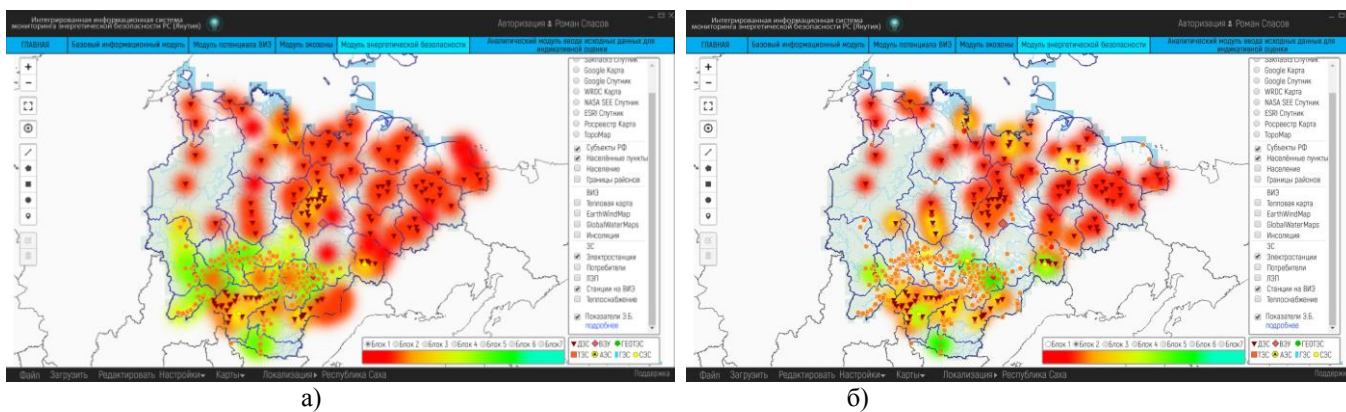 Интегрированная информационная система
мониторинга энергетической безопасности РС (Якутия)
Авторизация Роман Спасов
ГЛАВНАЯ
Базовый информационный модуль
Модуль потенциала ВИЭ
Модуль экозоны
Модуль энергетической безопасности
Аналитический модуль ввода исходных данных для
индикативной оценки
Google Карта
Google Спутник
WRDC Карта
NASA SEE Спутник
ESRI Спутник
Росреестр Карта
TopoMap
Субъекты РФ
Населённые пункты
Население
Границы районов
ВИЭ
Тепловая карта
EarthWindMap
GlobalWaterMaps
Инсоляция
ЭС
Электростанции
Потребители
ЛЭП
Станции на ВИЭ
Теплоснабжение
Показатели Э.Б.
подробнее
Блок 1 Блок 2 Блок 3 Блок 4 Блок 5 Блок 6 Блок7
ДЭС ВЭУ ГЕОТЭС
ТЭС АЭС ГЭС СЭС
Файл Загрузить Редактировать Настройки Карты Локализация Республика Саха
Поддержка
а)
Интегрированная информационная система
мониторинга энергетической безопасности РС (Якутия)
Авторизация Роман Спасов
ГЛАВНАЯ
Базовый информационный модуль
Модуль потенциала ВИЭ
Модуль экозоны
Модуль энергетической безопасности
Аналитический модуль ввода исходных данных для
индикативной оценки
Google Карта
Google Спутник
WRDC Карта
NASA SEE Спутник
ESRI Спутник
Росреестр Карта
TopoMap
Субъекты РФ
Населённые пункты
Население
Границы районов
ВИЭ
Тепловая карта
EarthWindMap
GlobalWaterMaps
Инсоляция
ЭС
Электростанции
Потребители
ЛЭП
Станции на ВИЭ
Теплоснабжение
Показатели Э.Б.
подробнее
Блок 1 Блок 2 Блок 3 Блок 4 Блок 5 Блок 6 Блок7
ДЭС ВЭУ ГЕОТЭС
ТЭС АЭС ГЭС СЭС
Файл Загрузить Редактировать Настройки Карты Локализация Республика Саха
Поддержка
б)